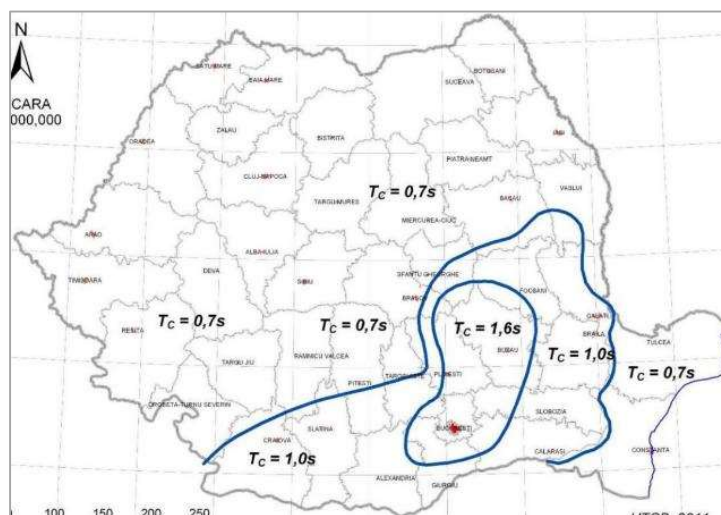 N
CARA
000,000
SATU MARE
BAIA MARE
BOTOSANI
SUCEAVA
ZALAU
BISTRITA
IASI
ORADEA
PIATRA NEAMT
CLUJ-NAPOCA
TARGU-MURES
T_C = 0,7s
BACAU
VASLUI
MIERCUREA-CIUC
ARAD
ALBA-IULIA
DEVA
SFANTU GHEORGHE
TIMISOARA
SIBIU
BRASOV
FOCSANI
GALATI
T_C = 0,7s
T_C = 0,7s
T_C = 1,6s
RESITA
BRAILA
TULCEA
TARGU JIU
RAMNICU VALCEA
BUZAU
T_C = 1,0s
T_C = 0,7s
PITESTI
TARGOVISTE
PLOIESTI
DROBETA-TURNU SEVERIN
SLOBOZIA
SLATINA
BUCURESTI
CRAIOVA
CALARASI
CONSTANTA
T_C = 1,0s
ALEXANDRIA
GIURGIU
100 150 200 250